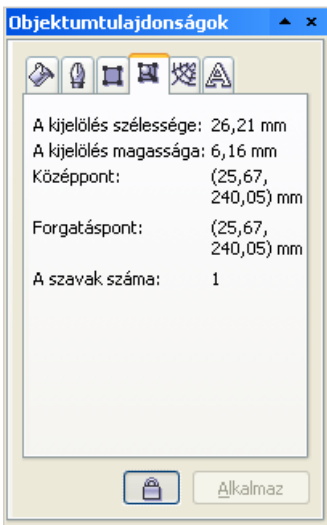 Objektumtulajdonságok
A kijelölés szélessége: 26,21 mm
A kijelölés magassága: 6,16 mm
Középpont: (25,67,
240,05) mm
Forgatáspont: (25,67,
240,05) mm
A szavak száma: 1
Alkalmaz